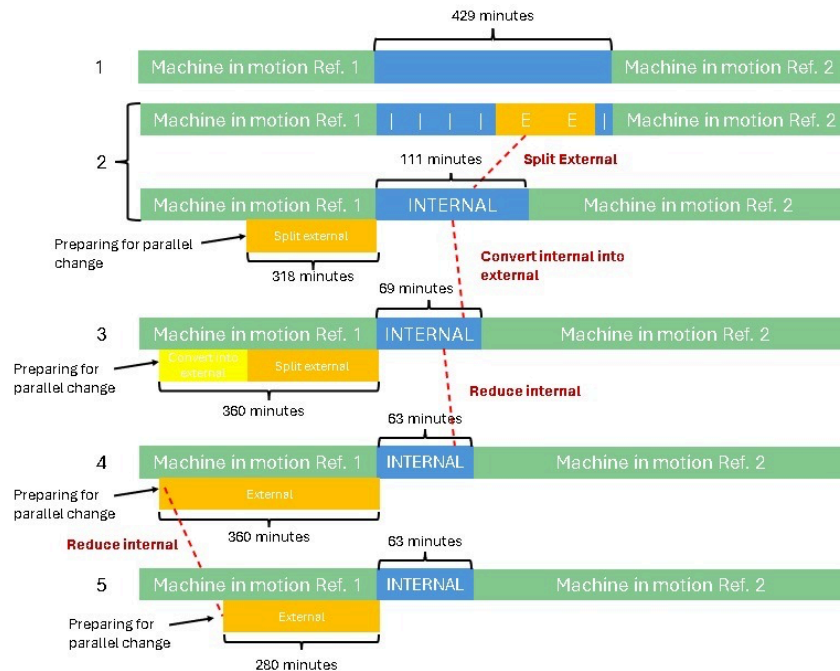 429 minutes
1
Machine in motion Ref. 1
Machine in motion Ref. 2
Machine in motion Ref. 1
| | | | E E |
Machine in motion Ref. 2
2
111 minutes
Split External
Machine in motion Ref. 1
INTERNAL
Machine in motion Ref. 2
Preparing for parallel
change
Split external
318 minutes
Convert internal into
external
69 minutes
3
Machine in motion Ref. 1
INTERNAL
Machine in motion Ref. 2
Preparing for
parallel change
Convert into
external
Split external
360 minutes
Reduce internal
63 minutes
4
Machine in motion Ref. 1
INTERNAL
Machine in motion Ref. 2
Preparing for
parallel change
External
360 minutes
Reduce internal
63 minutes
5
Machine in motion Ref. 1
INTERNAL
Machine in motion Ref. 2
Preparing for
parallel change
External
280 minutes